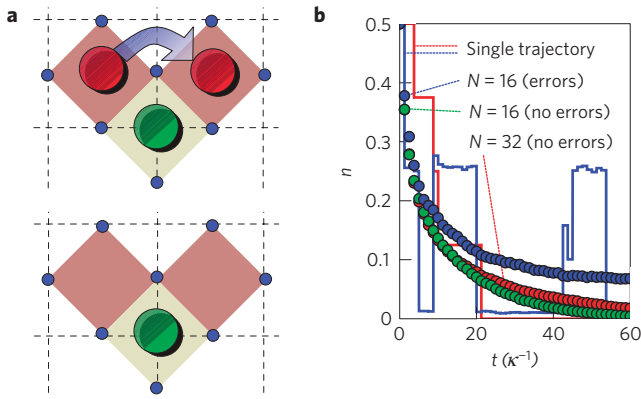 a
b
0.5
0.4
0.3
0.2
0.1
0
n
Single trajectory
N = 16 (errors)
N = 16 (no errors)
N = 32 (no errors)
0 20 40 60
t (κ⁻¹)